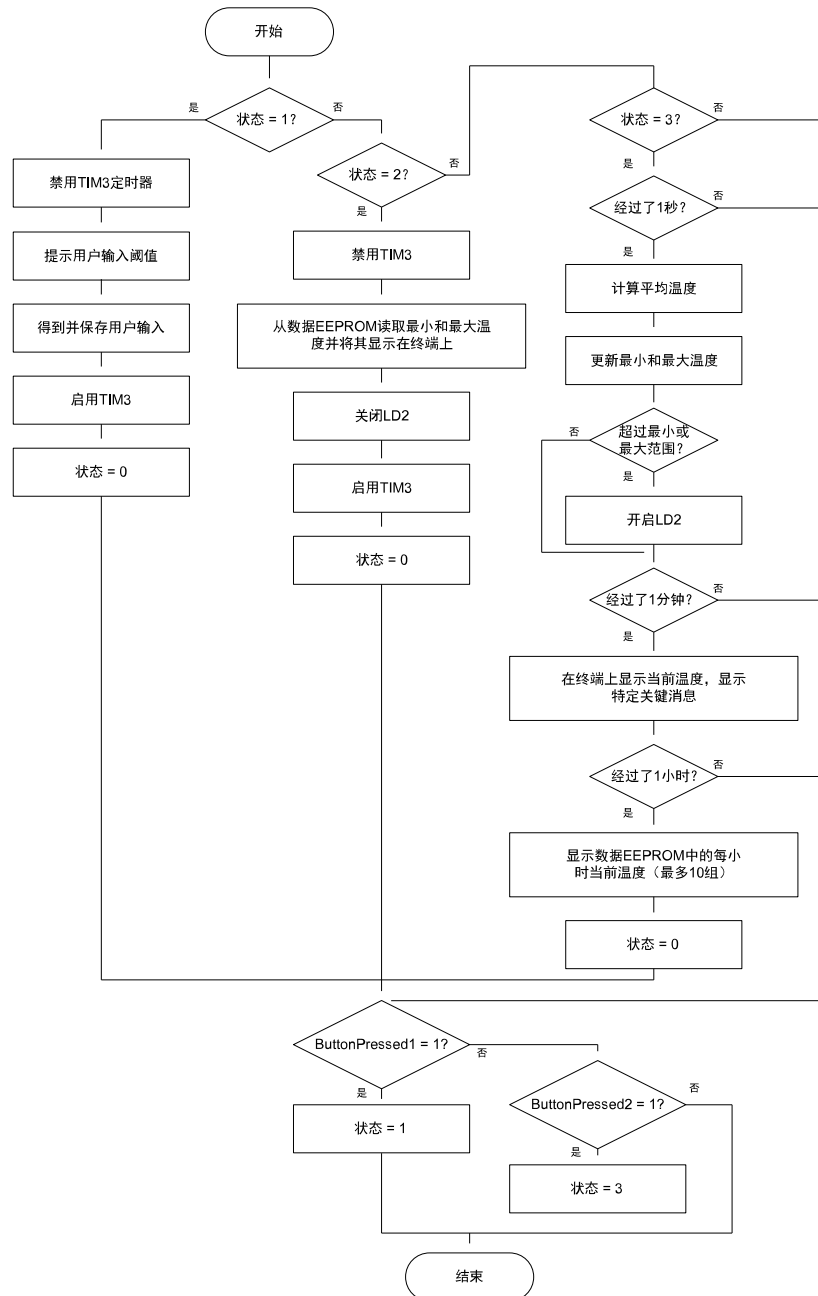 开始
状态 = 1?
是
否
禁用TIM3定时器
提示用户输入阈值
得到并保存用户输入
启用TIM3
状态 = 0
状态 = 2?
否
是
禁用TIM3
从数据EEPROM读取最小和最大温
度并将其显示在终端上
关闭LD2
启用TIM3
状态 = 0
状态 = 3?
否
是
经过了1秒?
否
是
计算平均温度
更新最小和最大温度
超过最小或
最大范围?
否
是
开启LD2
经过了1分钟?
否
是
在终端上显示当前温度，显示
特定关键消息
经过了1小时?
否
是
显示数据EEPROM中的每小
时当前温度（最多10组）
状态 = 0
ButtonPressed1 = 1?
否
是
状态 = 1
ButtonPressed2 = 1?
否
是
状态 = 3
结束